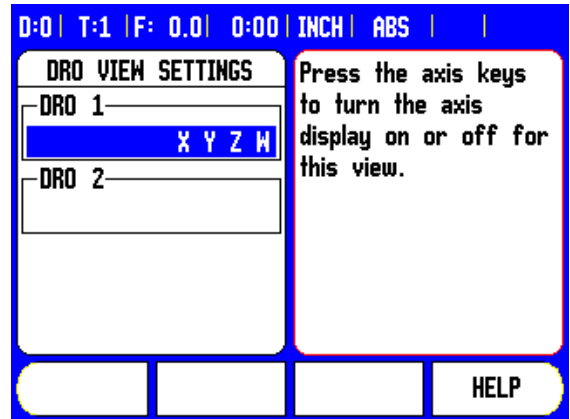 D:0| T:1 |F: 0.0| 0:00| INCH| ABS | |
DRO VIEW SETTINGS
DRO 1
X Y Z W
DRO 2
Press the axis keys
to turn the axis
display on or off for
this view.
HELP